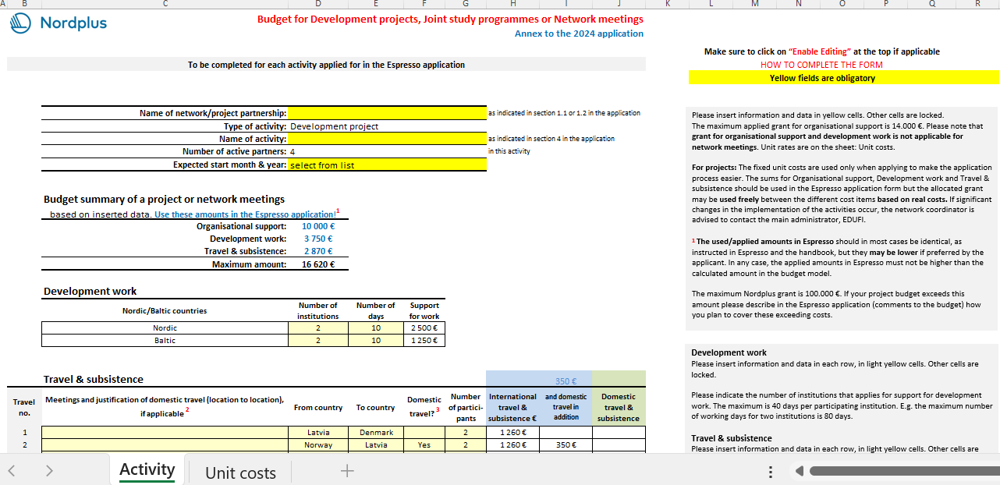 A B C D E F G H I J K L M N O P Q R
Nordplus
Budget for Development projects, Joint study programmes or Network meetings
Annex to the 2024 application
To be completed for each activity applied for in the Espresso application
Name of network/project partnership: as indicated in section 1.1 or 1.2 in the application
Type of activity: Development project
Name of activity: as indicated in section 4 in the application
Number of active partners: 4 in this activity
Expected start month & year: select from list
Budget summary of a project or network meetings
based on inserted data. Use these amounts in the Espresso application!1
Organisational support: 10 000 €
Development work: 3 750 €
Travel & subsistence: 2 870 €
Maximum amount: 16 620 €
Development work
Nordic/Baltic countries Number of institutions Number of days Support for work
Nordic 2 10 2 500 €
Baltic 2 10 1 250 €
Travel & subsistence 350 €
Travel no. Meetings and justification of domestic travel (location to location), if applicable 2 From country To country Domestic travel? 3 Number of partici- pants International travel & subsistence € and domestic travel in addition Domestic travel & subsistence
1 Latvia Denmark 2 1 260 €
2 Norway Latvia Yes 2 1 260 € 350 €
Make sure to click on “Enable Editing” at the top if applicable
HOW TO COMPLETE THE FORM
Yellow fields are obligatory
Please insert information and data in yellow cells. Other cells are locked.
The maximum applied grant for organisational support is 14.000 €. Please note that
grant for organisational support and development work is not applicable for
network meetings. Unit rates are on the sheet: Unit costs.
For projects: The fixed unit costs are used only when applying to make the application
process easier. The sums for Organisational support, Development work and Travel &
subsistence should be used in the Espresso application form but the allocated grant
may be used freely between the different cost items based on real costs. If significant
changes in the implementation of the activities occur, the network coordinator is
advised to contact the main administrator, EDUFI.
1 The used/applied amounts in Espresso should in most cases be identical, as
instructed in Espresso and the handbook, but they may be lower if preferred by the
applicant. In any case, the applied amounts in Espresso must not be higher than the
calculated amount in the budget model.
The maximum Nordplus grant is 100.000 €. If your project budget exceeds this
amount please describe in the Espresso application (comments to the budget) how
you plan to cover these exceeding costs.
Development work
Please insert information and data in each row, in light yellow cells. Other cells are
locked.
Please indicate the number of institutions that applies for support for development
work. The maximum is 40 days per participating institution. E.g. the maximum number
of working days for two institutions is 80 days.
Travel & subsistence
Please insert information and data in each row, in light yellow cells. Other cells are
Activity Unit costs